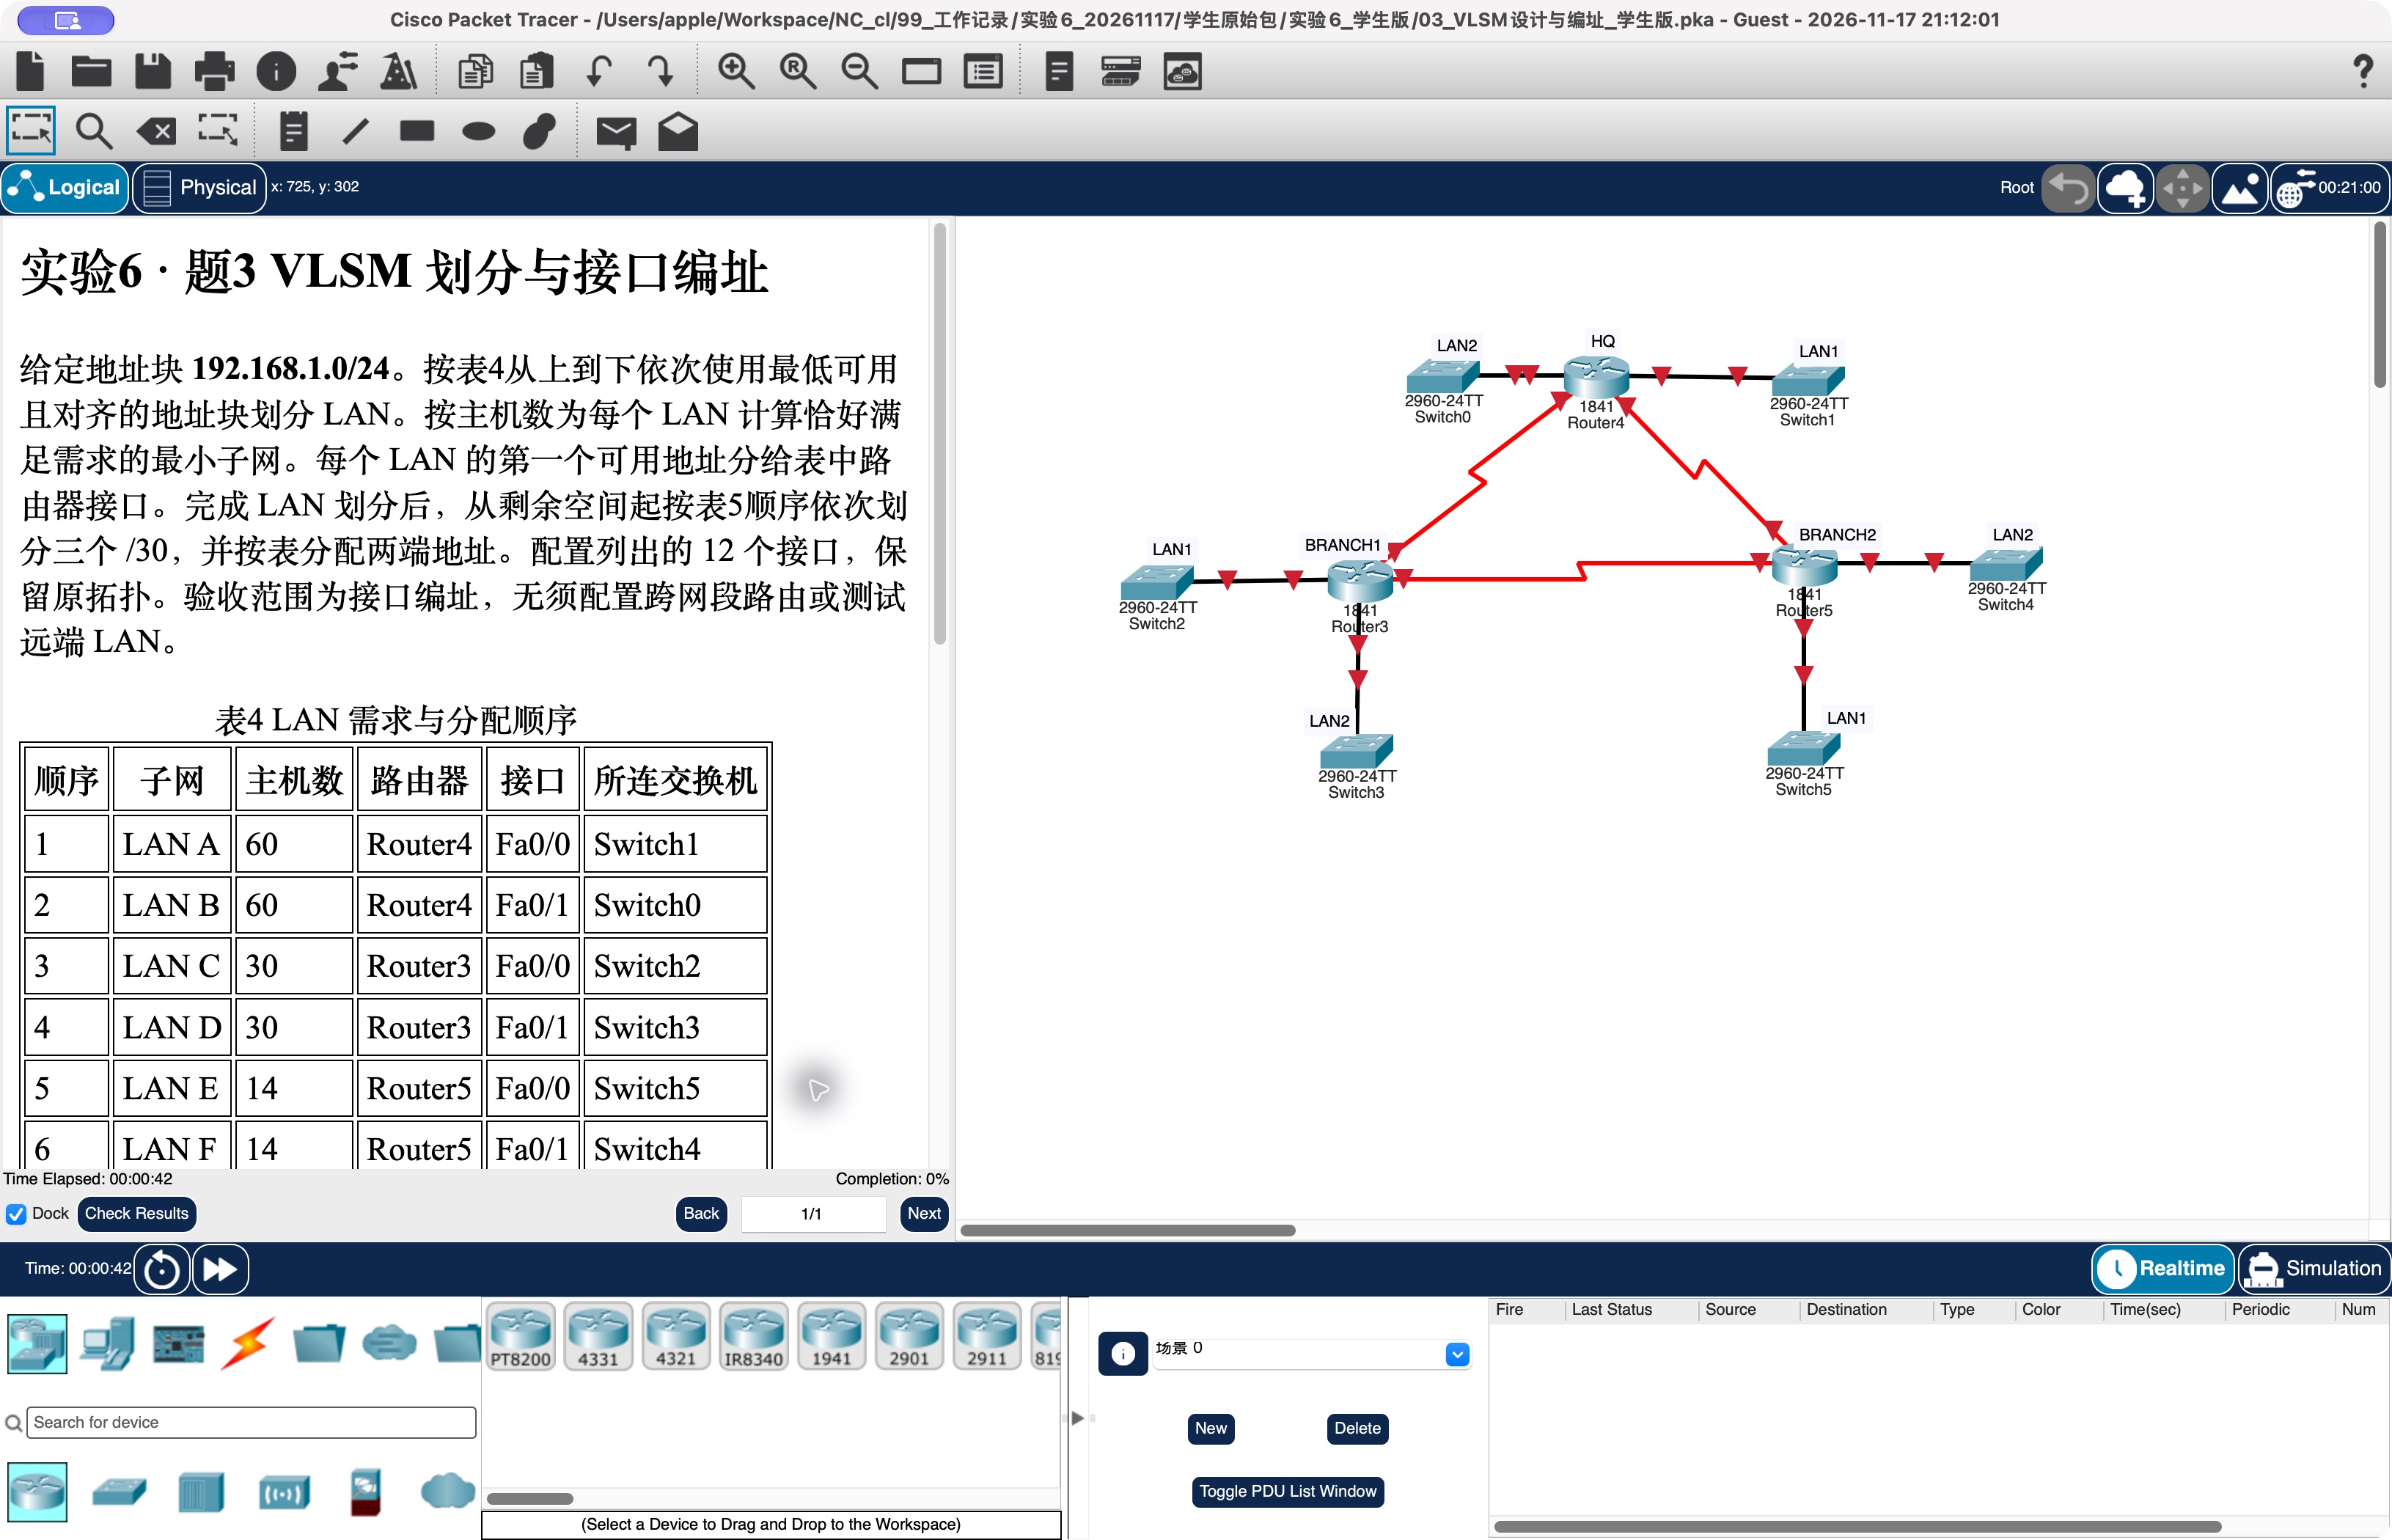 Cisco Packet Tracer - /Users/apple/Workspace/NC_cl/99_工作记录/实验6_20261117/学生原始包/实验6_学生版/03_VLSM设计与编址_学生版.pka - Guest - 2026-11-17 21:12:01
Logical
Physical
x: 725, y: 302
Root
00:21:00
实验6 · 题3 VLSM 划分与接口编址
给定地址块 192.168.1.0/24。按表4从上到下依次使用最低可用
且对齐的地址块划分 LAN。按主机数为每个 LAN 计算恰好满
足需求的最小子网。每个 LAN 的第一个可用地址分给表中路
由器接口。完成 LAN 划分后，从剩余空间起按表5顺序依次划
分三个 /30，并按表分配两端地址。配置列出的 12 个接口，保
留原拓扑。验收范围为接口编址，无须配置跨网段路由或测试
远端 LAN。
表4 LAN 需求与分配顺序
顺序 子网 主机数 路由器 接口 所连交换机
1 LAN A 60 Router4 Fa0/0 Switch1
2 LAN B 60 Router4 Fa0/1 Switch0
3 LAN C 30 Router3 Fa0/0 Switch2
4 LAN D 30 Router3 Fa0/1 Switch3
5 LAN E 14 Router5 Fa0/0 Switch5
6 LAN F 14 Router5 Fa0/1 Switch4
Time Elapsed: 00:00:42
Completion: 0%
Dock
Check Results
Back
1/1
Next
LAN2
2960-24TT
Switch0
HQ
1841
Router4
LAN1
2960-24TT
Switch1
LAN1
2960-24TT
Switch2
BRANCH1
1841
Router3
BRANCH2
1841
Router5
LAN2
2960-24TT
Switch4
LAN2
2960-24TT
Switch3
LAN1
2960-24TT
Switch5
Time: 00:00:42
Realtime
Simulation
PT8200
4331
4321
IR8340
1941
2901
2911
819
Search for device
(Select a Device to Drag and Drop to the Workspace)
场景 0
New
Delete
Toggle PDU List Window
Fire
Last Status
Source
Destination
Type
Color
Time(sec)
Periodic
Num